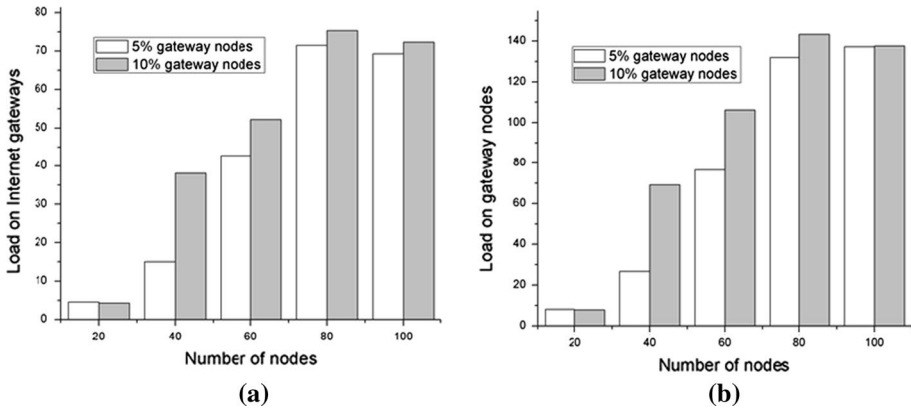 80
70
60
50
40
30
20
10
0
Load on Internet gateways
5% gateway nodes
10% gateway nodes
20 40 60 80 100
Number of nodes
(a)
140
120
100
80
60
40
20
0
Load on gateway nodes
5% gateway nodes
10% gateway nodes
20 40 60 80 100
Number of nodes
(b)